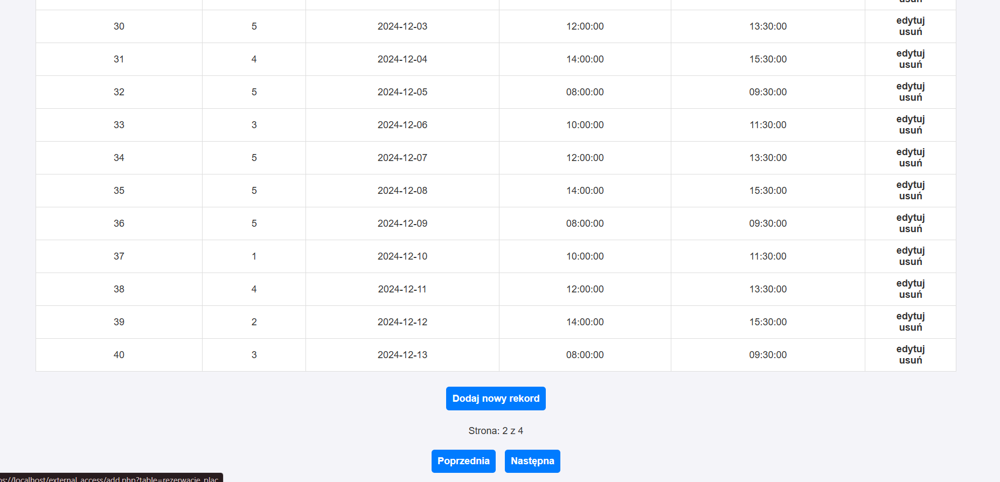 usuń
30 5 2024-12-03 12:00:00 13:30:00 edytuj
usuń
31 4 2024-12-04 14:00:00 15:30:00 edytuj
usuń
32 5 2024-12-05 08:00:00 09:30:00 edytuj
usuń
33 3 2024-12-06 10:00:00 11:30:00 edytuj
usuń
34 5 2024-12-07 12:00:00 13:30:00 edytuj
usuń
35 5 2024-12-08 14:00:00 15:30:00 edytuj
usuń
36 5 2024-12-09 08:00:00 09:30:00 edytuj
usuń
37 1 2024-12-10 10:00:00 11:30:00 edytuj
usuń
38 4 2024-12-11 12:00:00 13:30:00 edytuj
usuń
39 2 2024-12-12 14:00:00 15:30:00 edytuj
usuń
40 3 2024-12-13 08:00:00 09:30:00 edytuj
usuń
Dodaj nowy rekord
Strona: 2 z 4
Poprzednia Następna
ps://localhost/external_access/add.php?table=rezerwacje_plac